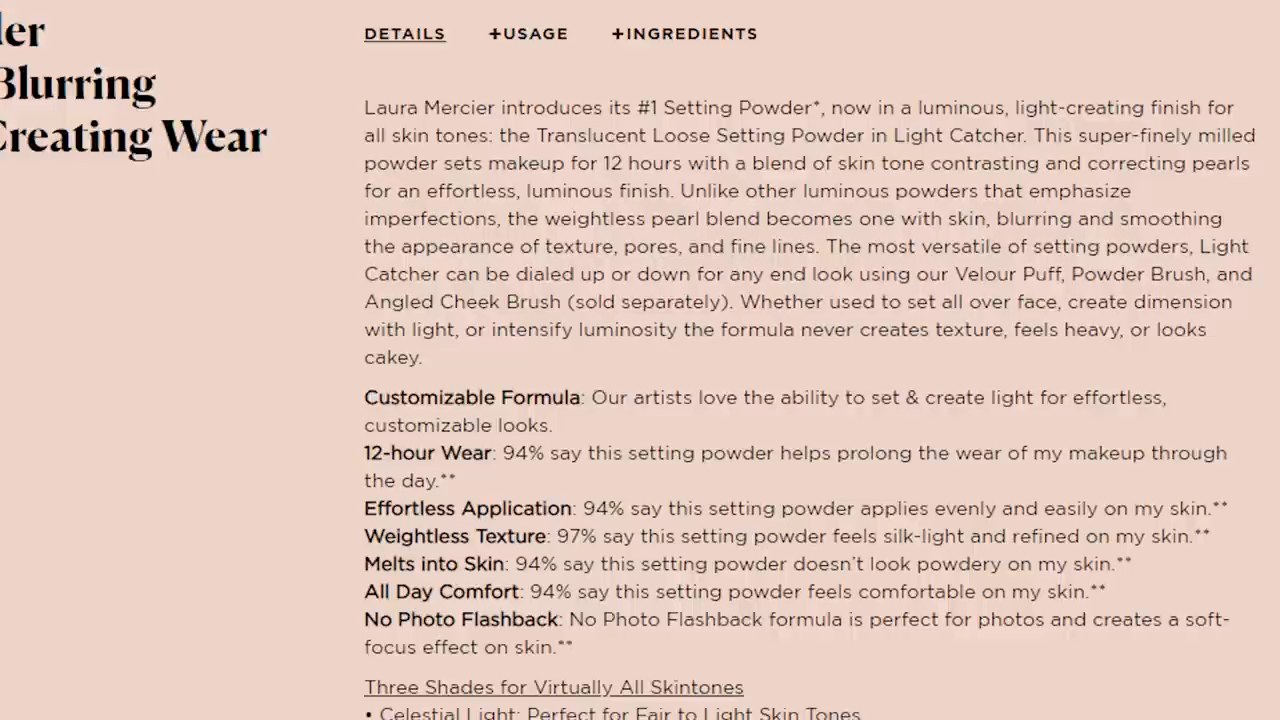 der
Blurring
Creating Wear
DETAILS +USAGE +INGREDIENTS
Laura Mercier introduces its #1 Setting Powder*, now in a luminous, light-creating finish for
all skin tones: the Translucent Loose Setting Powder in Light Catcher. This super-finely milled
powder sets makeup for 12 hours with a blend of skin tone contrasting and correcting pearls
for an effortless, luminous finish. Unlike other luminous powders that emphasize
imperfections, the weightless pearl blend becomes one with skin, blurring and smoothing
the appearance of texture, pores, and fine lines. The most versatile of setting powders, Light
Catcher can be dialed up or down for any end look using our Velour Puff, Powder Brush, and
Angled Cheek Brush (sold separately). Whether used to set all over face, create dimension
with light, or intensify luminosity the formula never creates texture, feels heavy, or looks
cakey.
Customizable Formula: Our artists love the ability to set & create light for effortless,
customizable looks.
12-hour Wear: 94% say this setting powder helps prolong the wear of my makeup through
the day.**
Effortless Application: 94% say this setting powder applies evenly and easily on my skin.**
Weightless Texture: 97% say this setting powder feels silk-light and refined on my skin.**
Melts into Skin: 94% say this setting powder doesn't look powdery on my skin.**
All Day Comfort: 94% say this setting powder feels comfortable on my skin.**
No Photo Flashback: No Photo Flashback formula is perfect for photos and creates a soft-
focus effect on skin.**
Three Shades for Virtually All Skintones
• Celestial Light: Perfect for Fair to Light Skin Tones